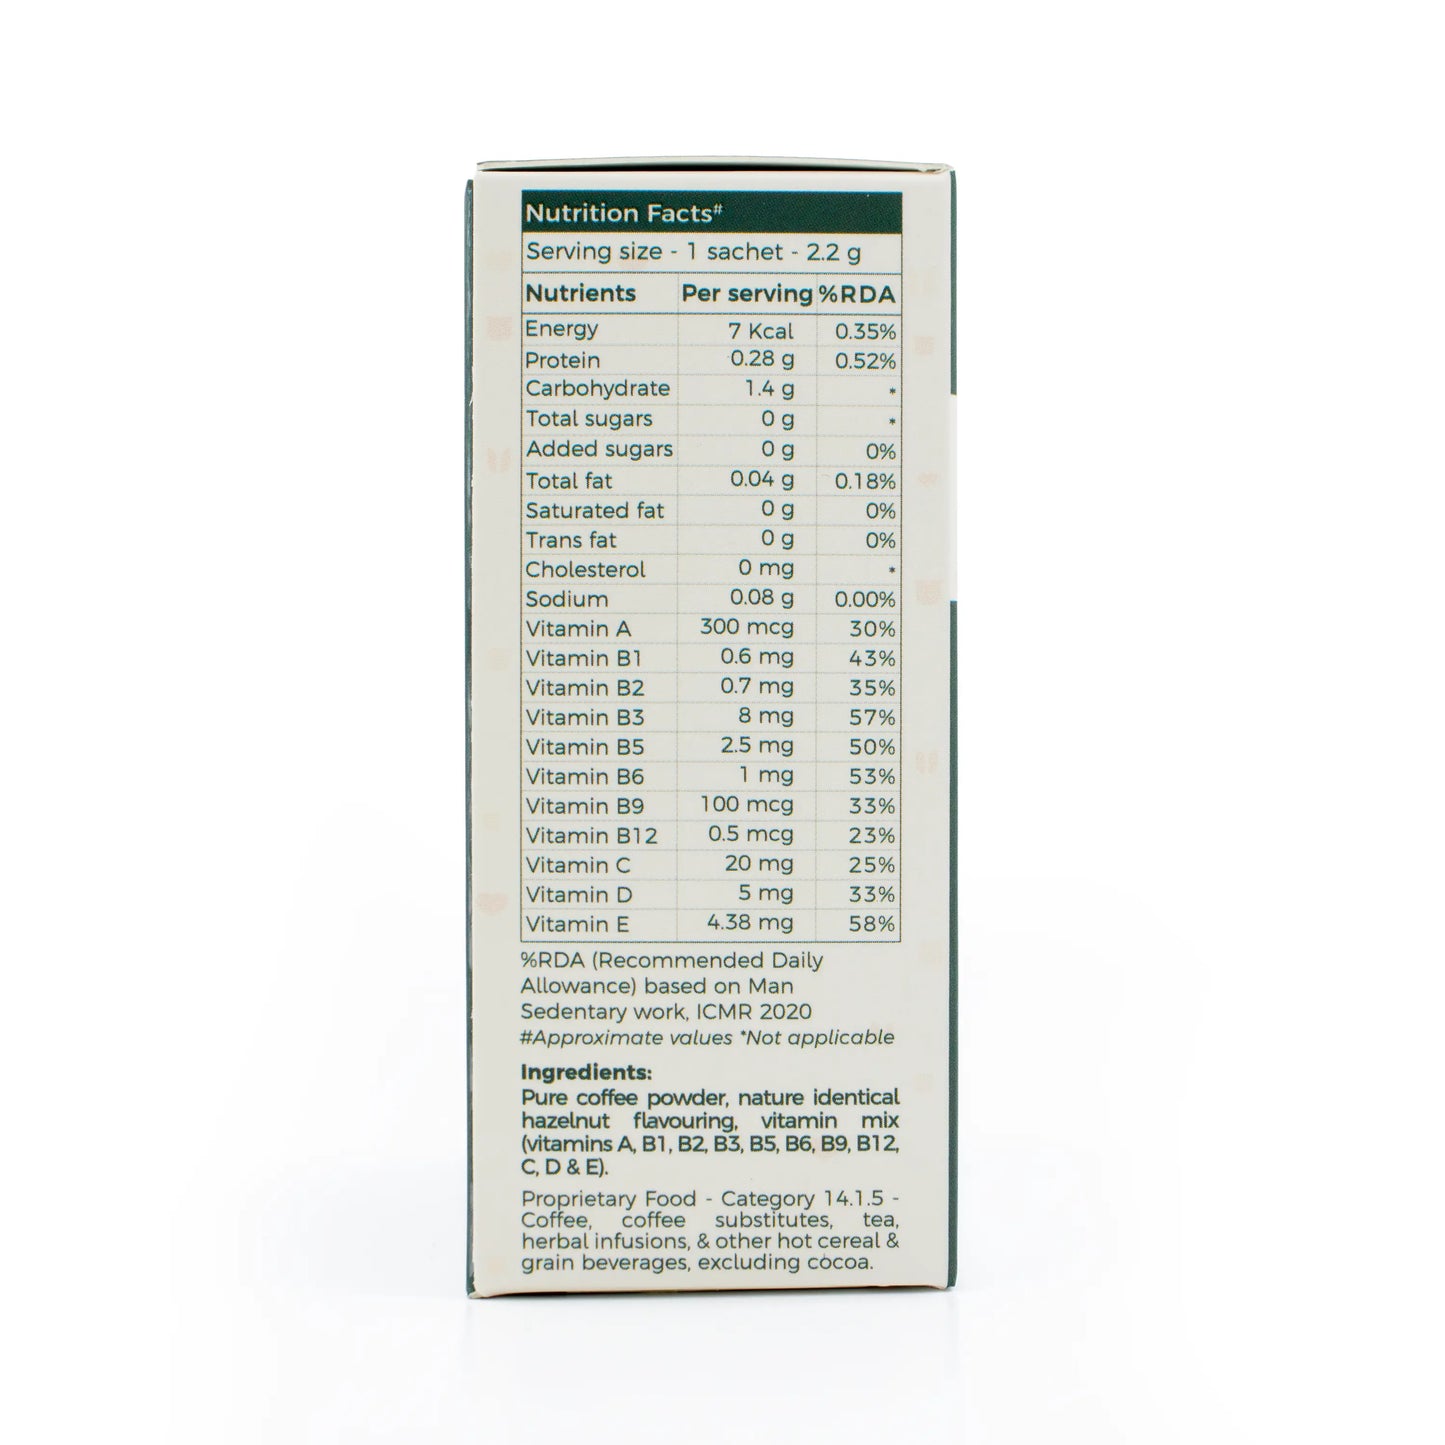 Nutrition Facts#
Serving size - 1 sachet - 2.2 g
Nutrients Per serving %RDA
Energy 7 Kcal 0.35%
Protein 0.28 g 0.52%
Carbohydrate 1.4 g *
Total sugars 0 g *
Added sugars 0 g 0%
Total fat 0.04 g 0.18%
Saturated fat 0 g 0%
Trans fat 0 g 0%
Cholesterol 0 mg *
Sodium 0.08 g 0.00%
Vitamin A 300 mcg 30%
Vitamin B1 0.6 mg 43%
Vitamin B2 0.7 mg 35%
Vitamin B3 8 mg 57%
Vitamin B5 2.5 mg 50%
Vitamin B6 1 mg 53%
Vitamin B9 100 mcg 33%
Vitamin B12 0.5 mcg 23%
Vitamin C 20 mg 25%
Vitamin D 5 mg 33%
Vitamin E 4.38 mg 58%
%RDA (Recommended Daily
Allowance) based on Man
Sedentary work, ICMR 2020
#Approximate values *Not applicable
Ingredients:
Pure coffee powder, nature identical
hazelnut flavouring, vitamin mix
(vitamins A, B1, B2, B3, B5, B6, B9, B12,
C, D & E).
Proprietary Food - Category 14.1.5 -
Coffee, coffee substitutes, tea,
herbal infusions, & other hot cereal &
grain beverages, excluding cocoa.